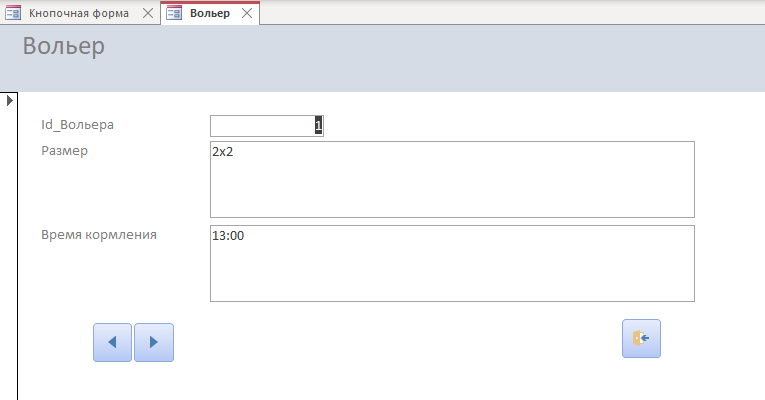 Кнопочная форма
Вольер
Вольер
Id_Вольера
1
Размер
2x2
Время кормления
13:00